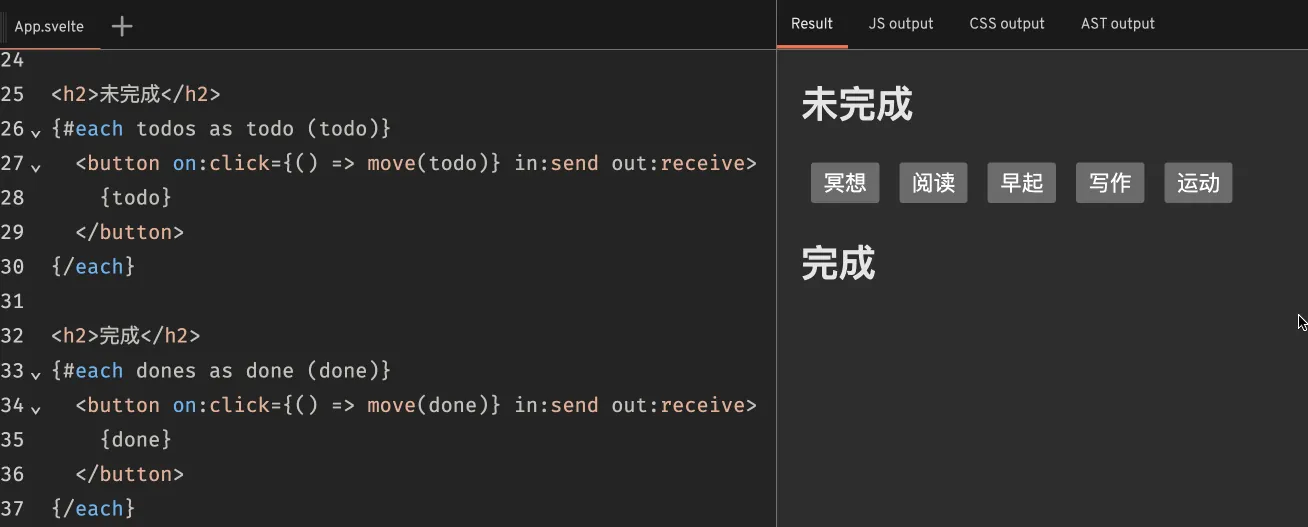 App.svelte
24
25 <h2>未完成</h2>
26 {#each todos as todo (todo)}
27 <button on:click={() => move(todo)} in:send out:receive>
28 {todo}
29 </button>
30 {/each}
31
32 <h2>完成</h2>
33 {#each dones as done (done)}
34 <button on:click={() => move(done)} in:send out:receive>
35 {done}
36 </button>
37 {/each}
Result JS output CSS output AST output
未完成
冥想 阅读 早起 写作 运动
完成